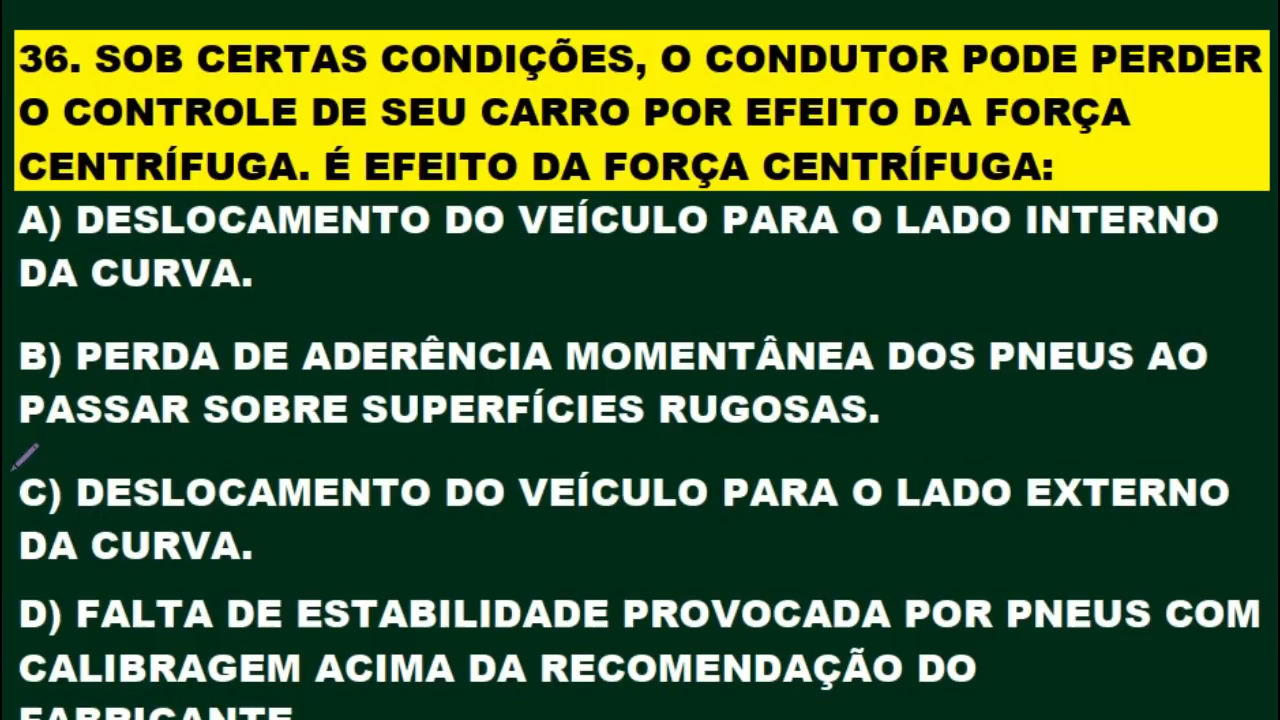 36. SOB CERTAS CONDIÇÕES, O CONDUTOR PODE PERDER
O CONTROLE DE SEU CARRO POR EFEITO DA FORÇA
CENTRÍFUGA. É EFEITO DA FORÇA CENTRÍFUGA:
A) DESLOCAMENTO DO VEÍCULO PARA O LADO INTERNO
DA CURVA.
B) PERDA DE ADERÊNCIA MOMENTÂNEA DOS PNEUS AO
PASSAR SOBRE SUPERFÍCIES RUGOSAS.
C) DESLOCAMENTO DO VEÍCULO PARA O LADO EXTERNO
DA CURVA.
D) FALTA DE ESTABILIDADE PROVOCADA POR PNEUS COM
CALIBRAGEM ACIMA DA RECOMENDAÇÃO DO
FABRICANTE.